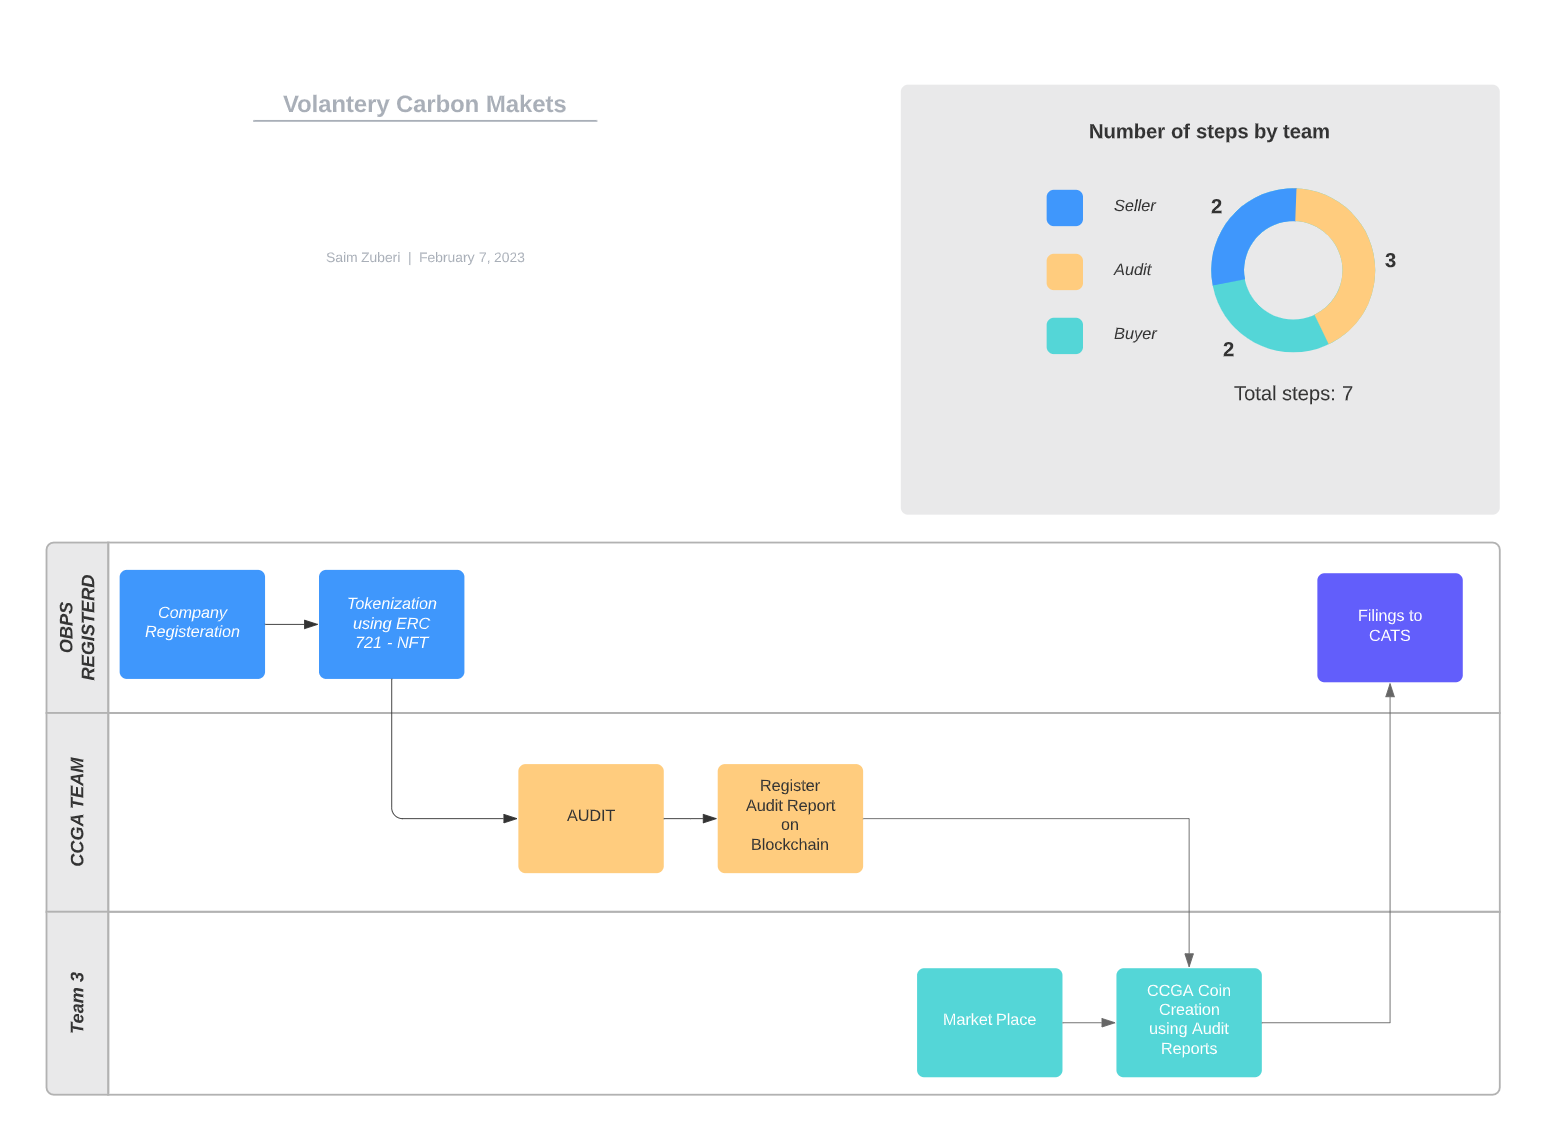 Volantery Carbon Makets
Saim Zuberi | February 7, 2023
Number of steps by team
Seller
Audit
Buyer
2
3
2
Total steps: 7
OBPS
REGISTERD
Company
Registeration
Tokenization
using ERC
721 - NFT
Filings to
CATS
CCGA TEAM
AUDIT
Register
Audit Report
on
Blockchain
Team 3
Market Place
CCGA Coin
Creation
using Audit
Reports